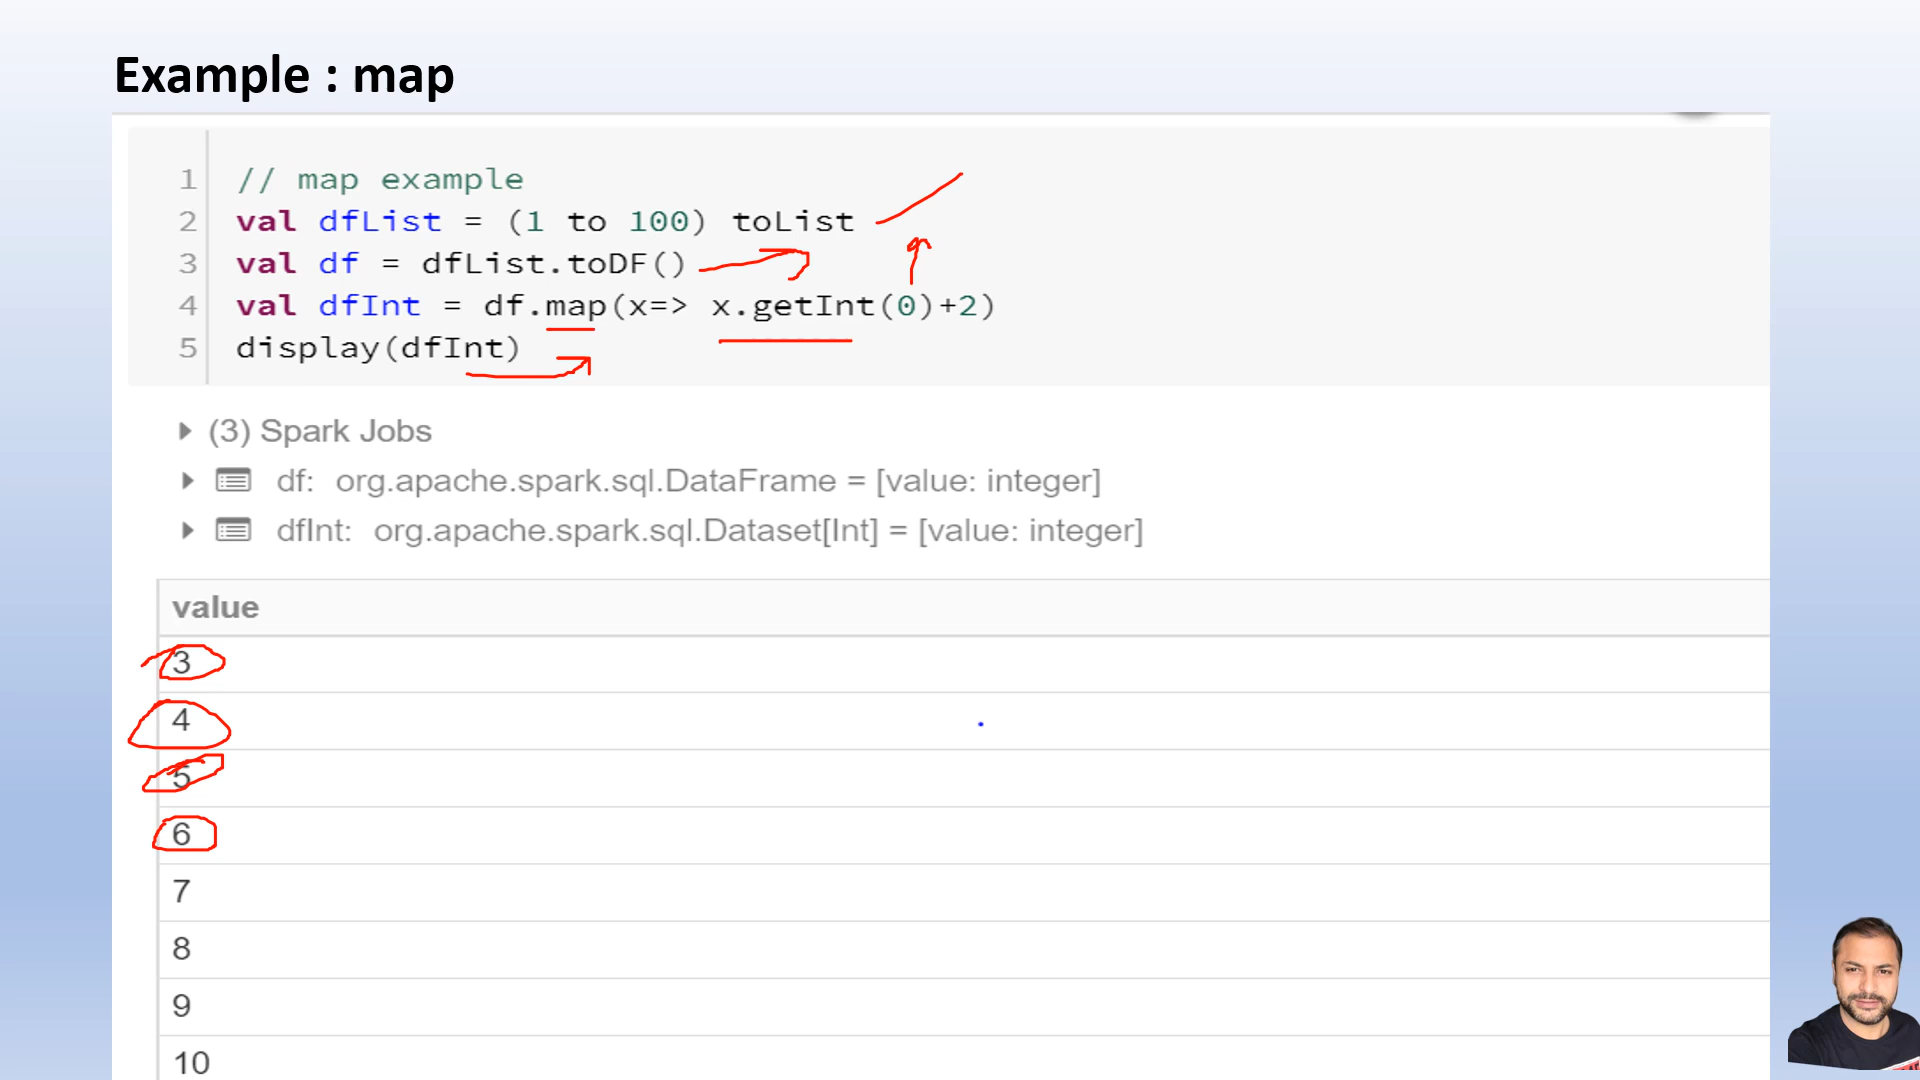 Example : map
1 // map example
2 val dfList = (1 to 100) toList
3 val df = dfList.toDF()
4 val dfInt = df.map(x=> x.getInt(0)+2)
5 display(dfInt)
(3) Spark Jobs
df: org.apache.spark.sql.DataFrame = [value: integer]
dfInt: org.apache.spark.sql.Dataset[Int] = [value: integer]
value
3
4
5
6
7
8
9
10